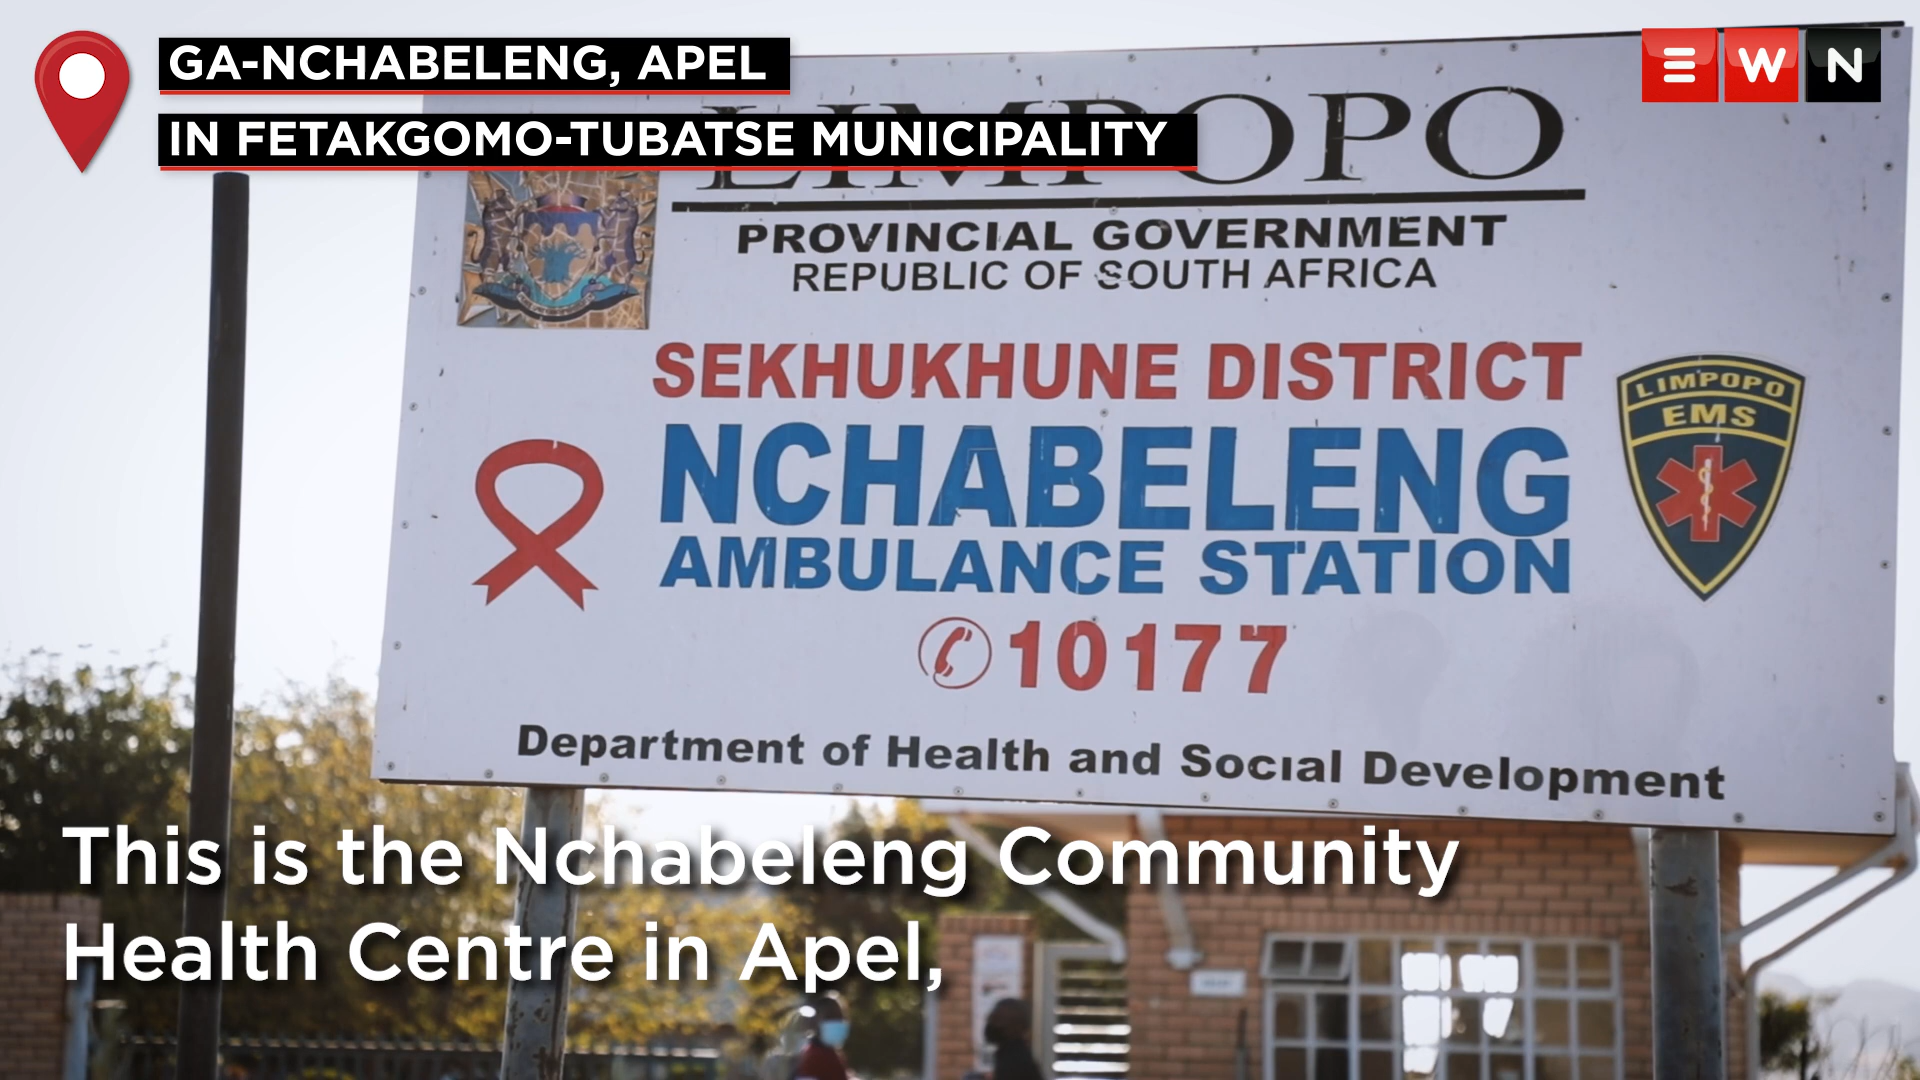 GA-NCHABELENG, APEL
IN FETAKGOMO-TUBATSE MUNICIPALITY
EWN
LIMPOPO
PROVINCIAL GOVERNMENT
REPUBLIC OF SOUTH AFRICA
SEKHUKHUNE DISTRICT
NCHABELENG
AMBULANCE STATION
10177
LIMPOPO
EMS
Department of Health and Social Development
This is the Nchabeleng Community
Health Centre in Apel,